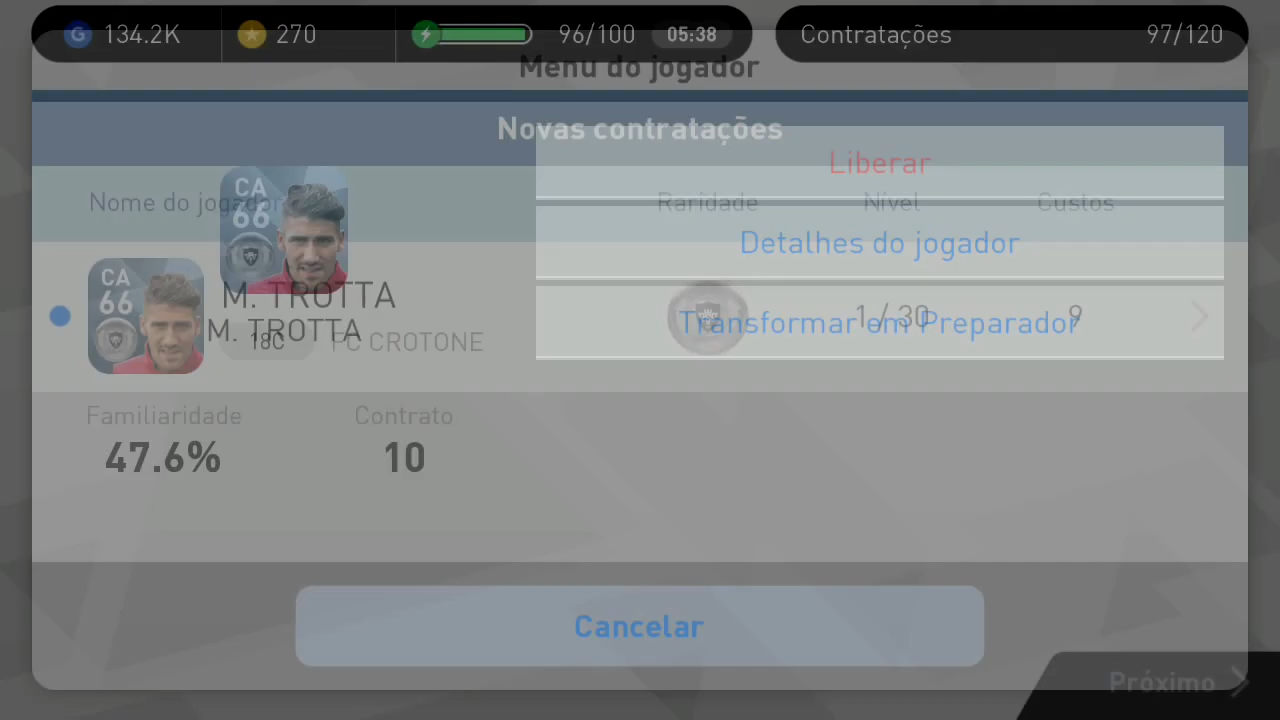 G 134.2K
270
96/100
05:38
Contratações
97/120
Menu do jogador
Novas contratações
Liberar
Nome do jogador
Raridade
Nível
Custos
CA
66
Detalhes do jogador
CA
66
M. TROTTA
M. TROTTA
18C
FC CROTONE
1 / 30
9
Transformar em Preparador
Familiaridade
Contrato
47.6%
10
Cancelar
Próximo